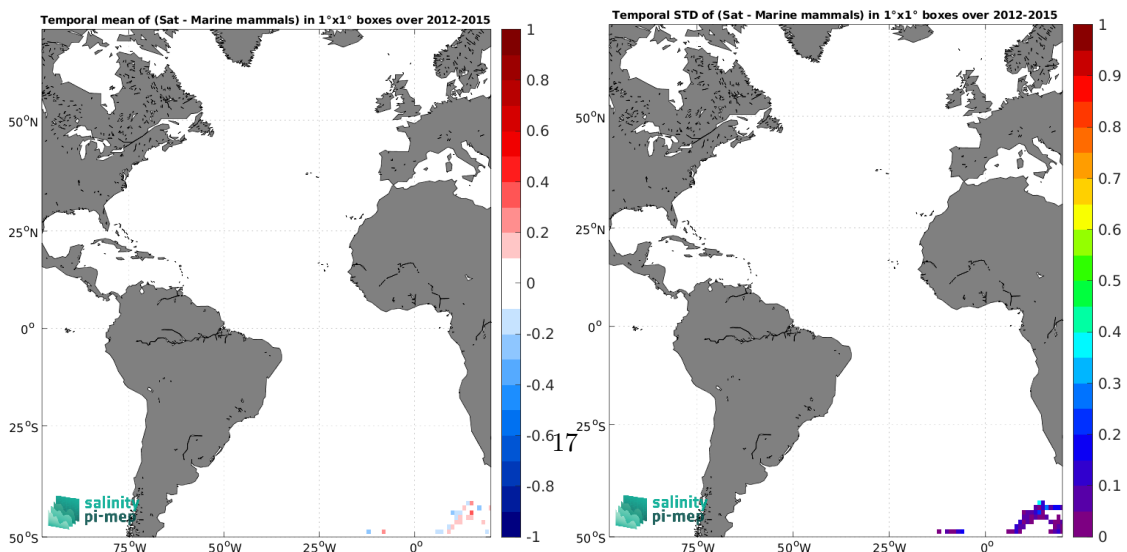 Temporal mean of (Sat - Marine mammals) in 1°x1° boxes over 2012-2015
50°N
25°N
0°
25°S
50°S
75°W
50°W
25°W
0°
1
0.8
0.6
0.4
0.2
0
-0.2
-0.4
-0.6
-0.8
-1
salinity
pi-mep
17
Temporal STD of (Sat - Marine mammals) in 1°x1° boxes over 2012-2015
50°N
25°N
0°
25°S
50°S
75°W
50°W
25°W
0°
1
0.9
0.8
0.7
0.6
0.5
0.4
0.3
0.2
0.1
0
salinity
pi-mep